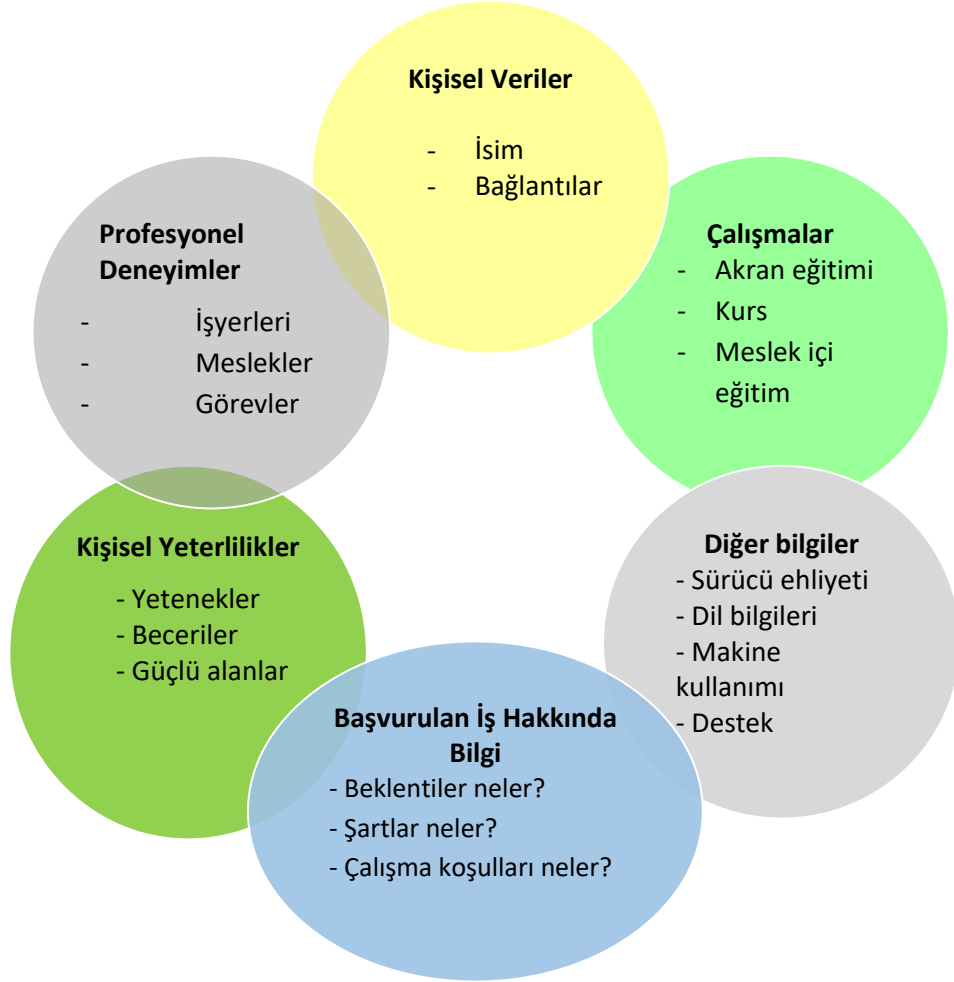 Kişisel Veriler
- İsim
- Bağlantılar
Profesyonel
Deneyimler
- İşyerleri
- Meslekler
- Görevler
Çalışmalar
- Akran eğitimi
- Kurs
- Meslek içi
eğitim
Kişisel Yeterlilikler
- Yetenekler
- Beceriler
- Güçlü alanlar
Diğer bilgiler
- Sürücü ehliyeti
- Dil bilgileri
- Makine
kullanımı
- Destek
Başvurulan İş Hakkında
Bilgi
- Beklentiler neler?
- Şartlar neler?
- Çalışma koşulları neler?